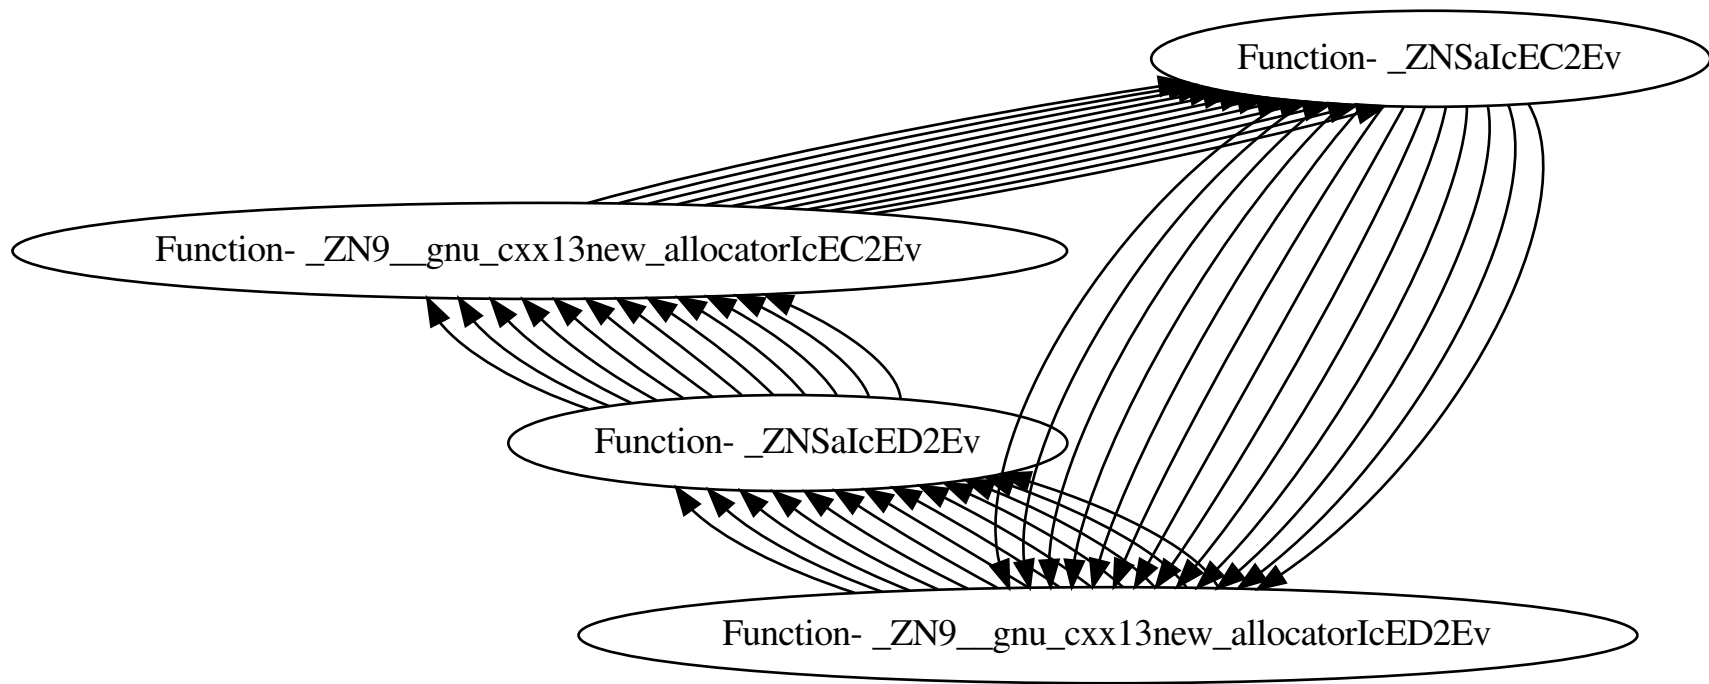 Function- _ZNSaIcEC2Ev
Function- _ZN9__gnu_cxx13new_allocatorIcEC2Ev
Function- _ZNSaIcED2Ev
Function- _ZN9__gnu_cxx13new_allocatorIcED2Ev